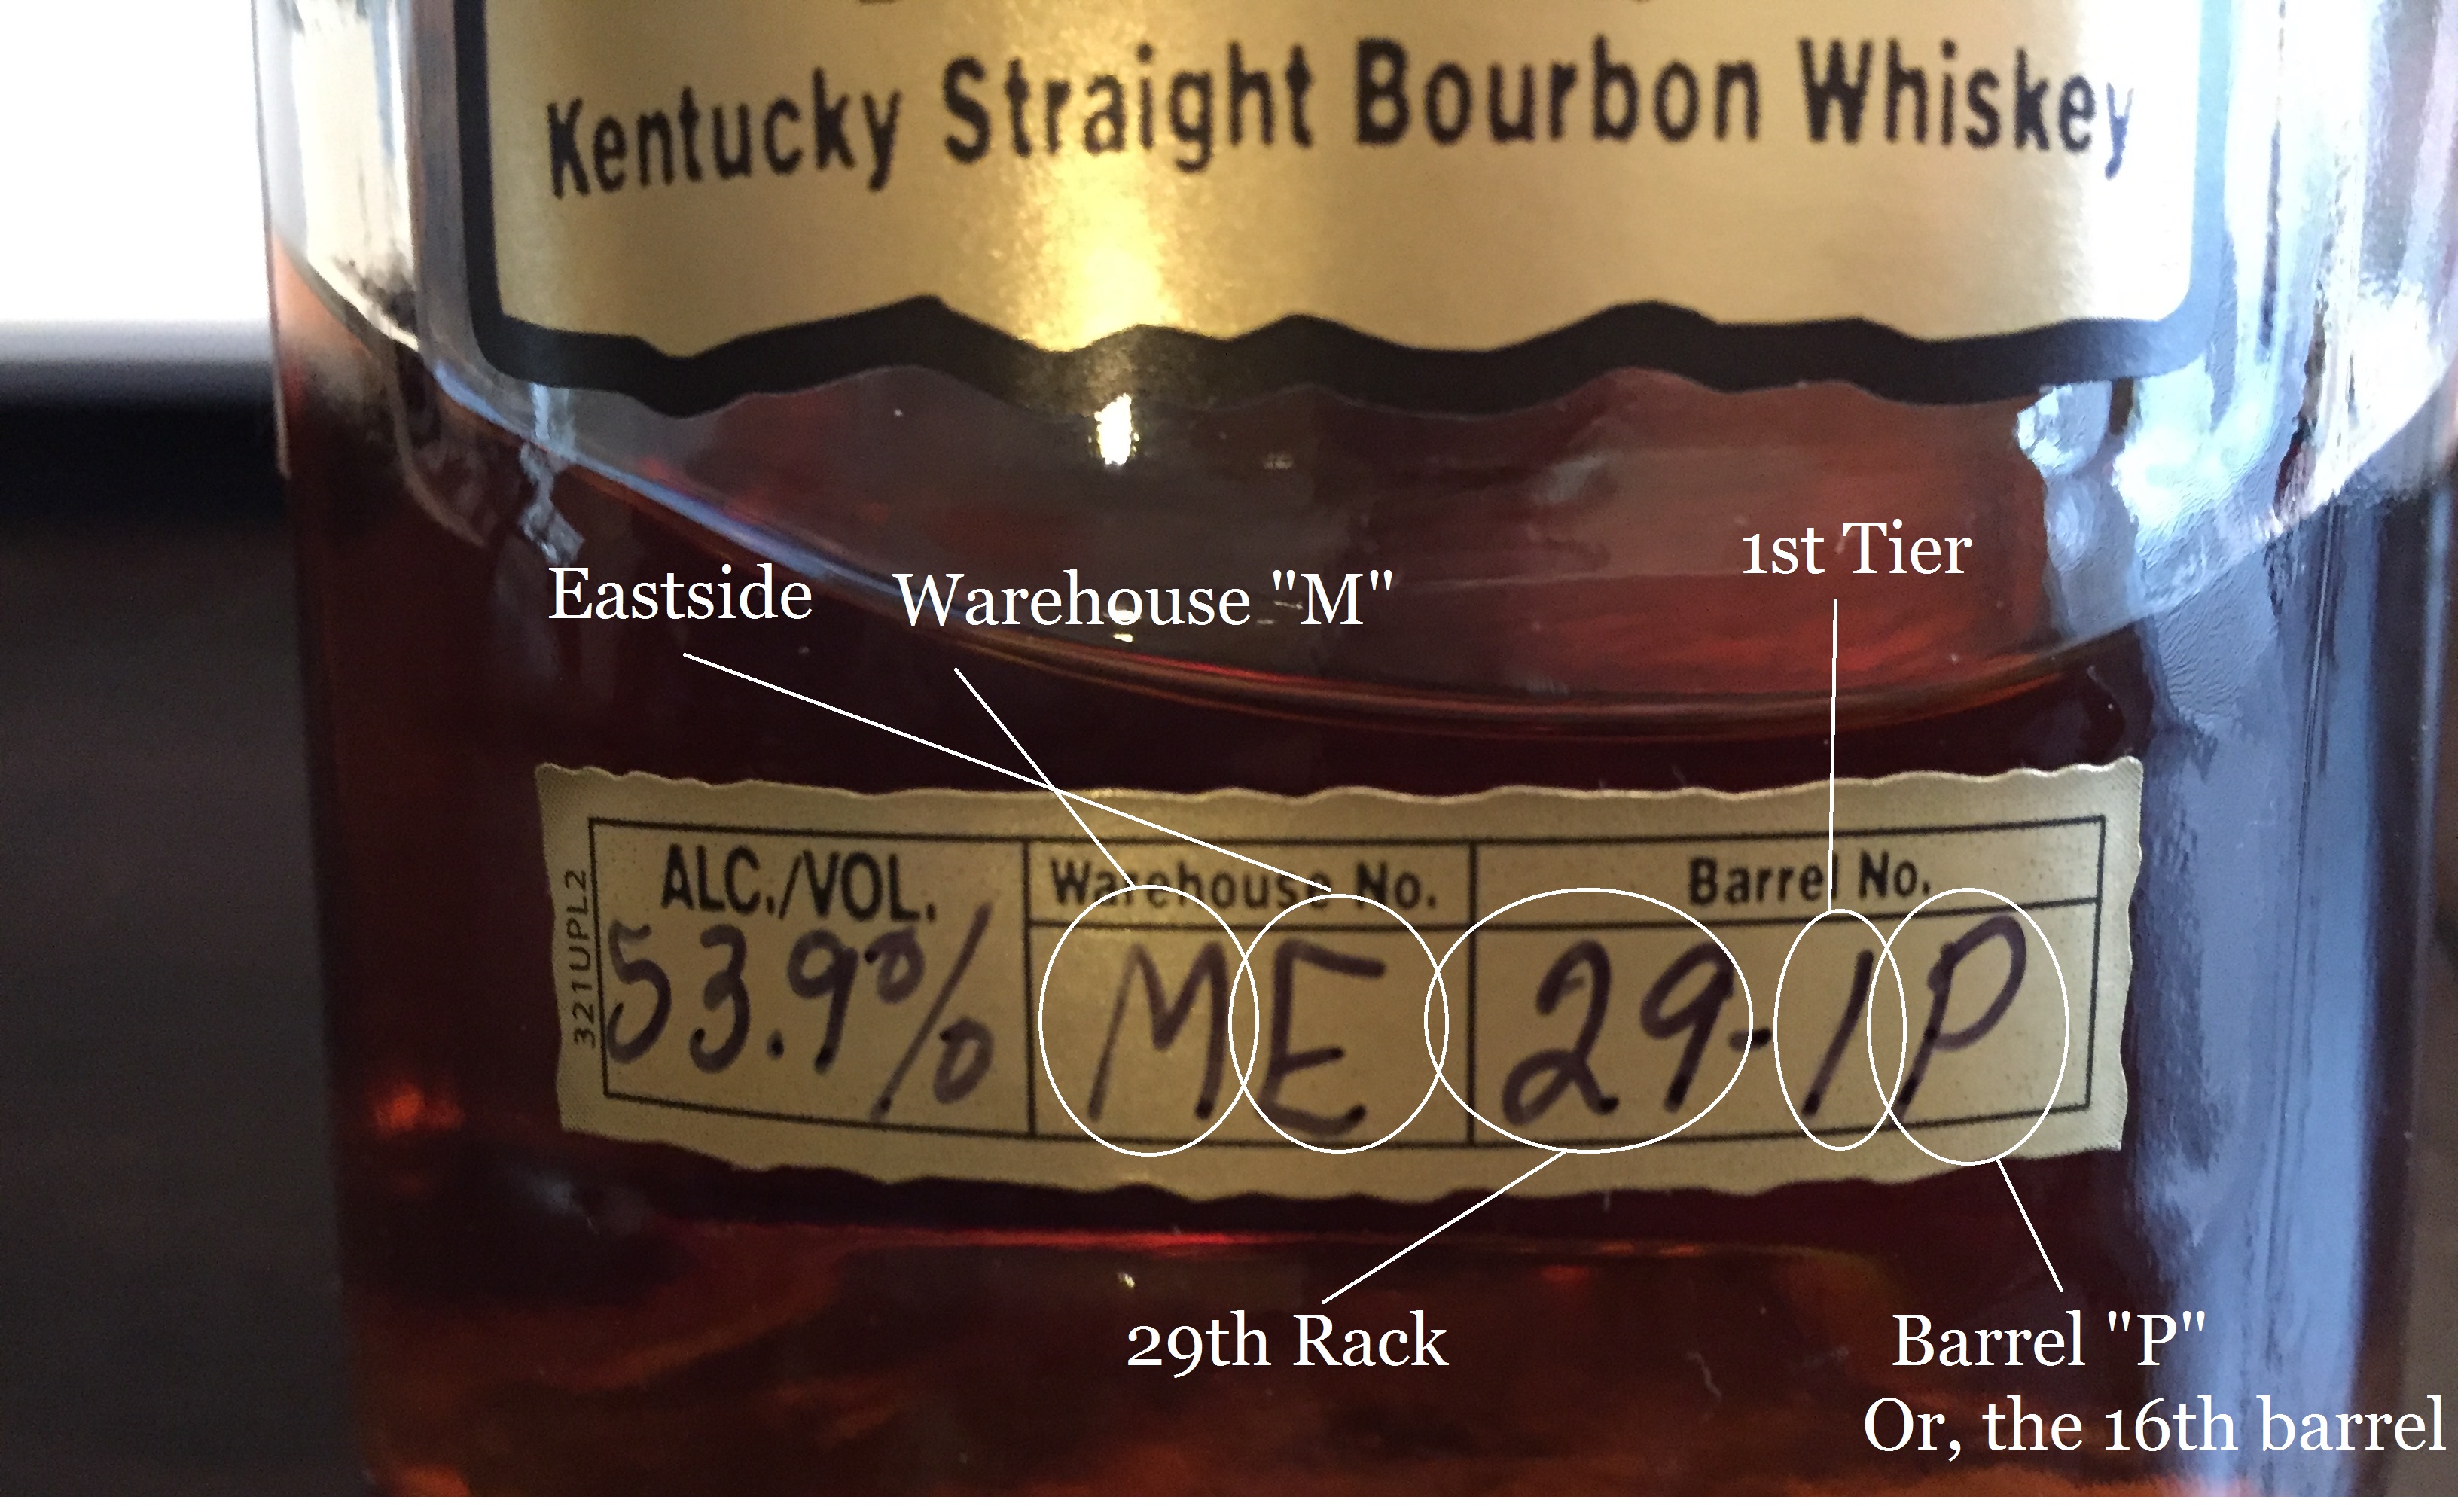 Kentucky Straight Bourbon Whiskey
1st Tier
Eastside
Warehouse "M"
321UPL2
ALC./VOL.
Warehouse No.
Barrel No.
53.9%
ME
29-1P
29th Rack
Barrel "P"
Or, the 16th barrel